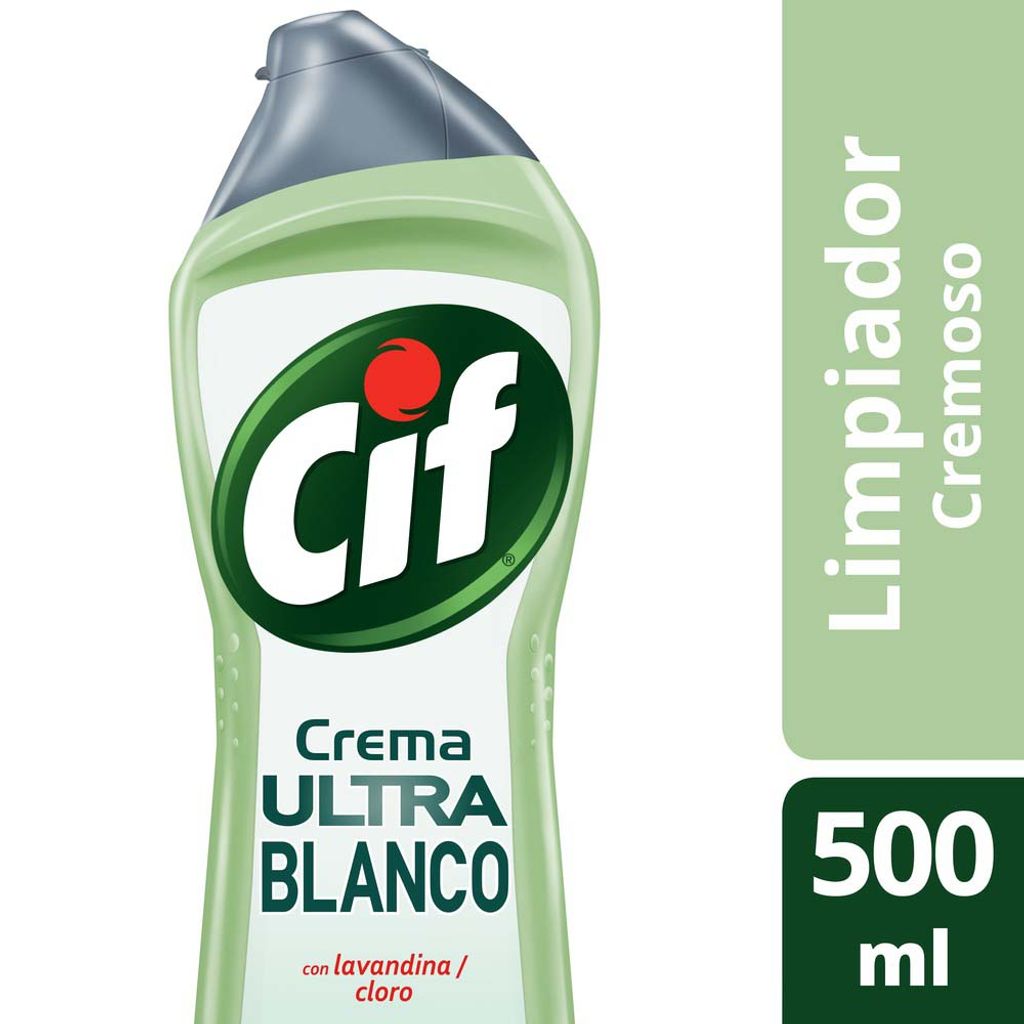 Cif
®
Crema
ULTRA
BLANCO
con lavandina /
cloro
Limpiador
Cremoso
500
ml